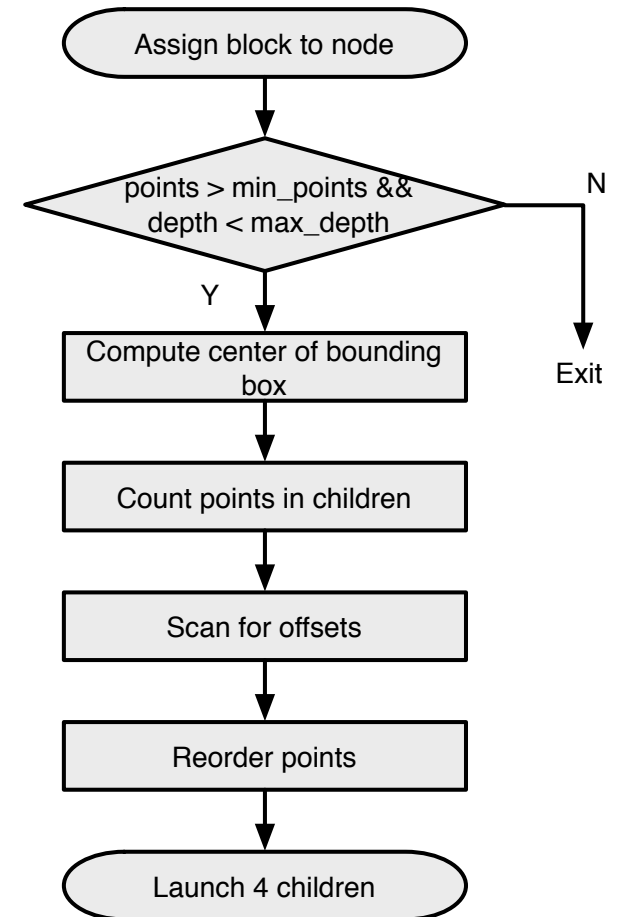 Assign block to node
points > min_points &&
depth < max_depth
N
Y
Exit
Compute center of bounding
box
Count points in children
Scan for offsets
Reorder points
Launch 4 children